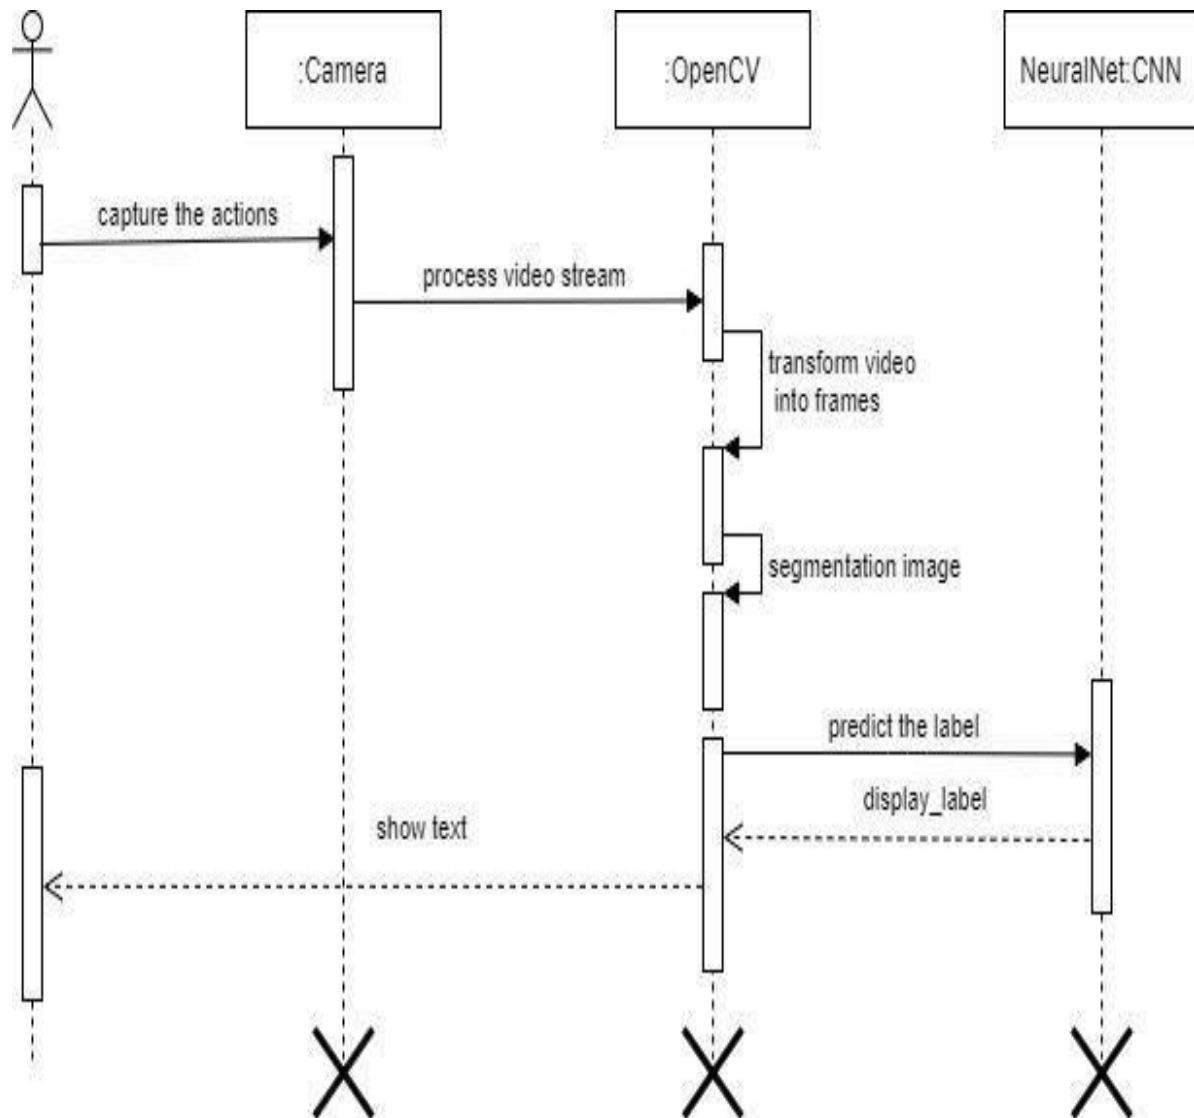 :Camera
:OpenCV
NeuralNet:CNN
capture the actions
process video stream
transform video
into frames
segmentation image
predict the label
display_label
show text